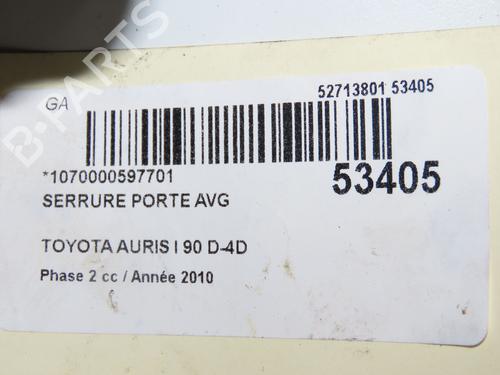 B-PARTS
GA
52713801 53405
*1070000597701
53405
SERRURE PORTE AVG
TOYOTA AURIS I 90 D-4D
Phase 2 cc / Année 2010